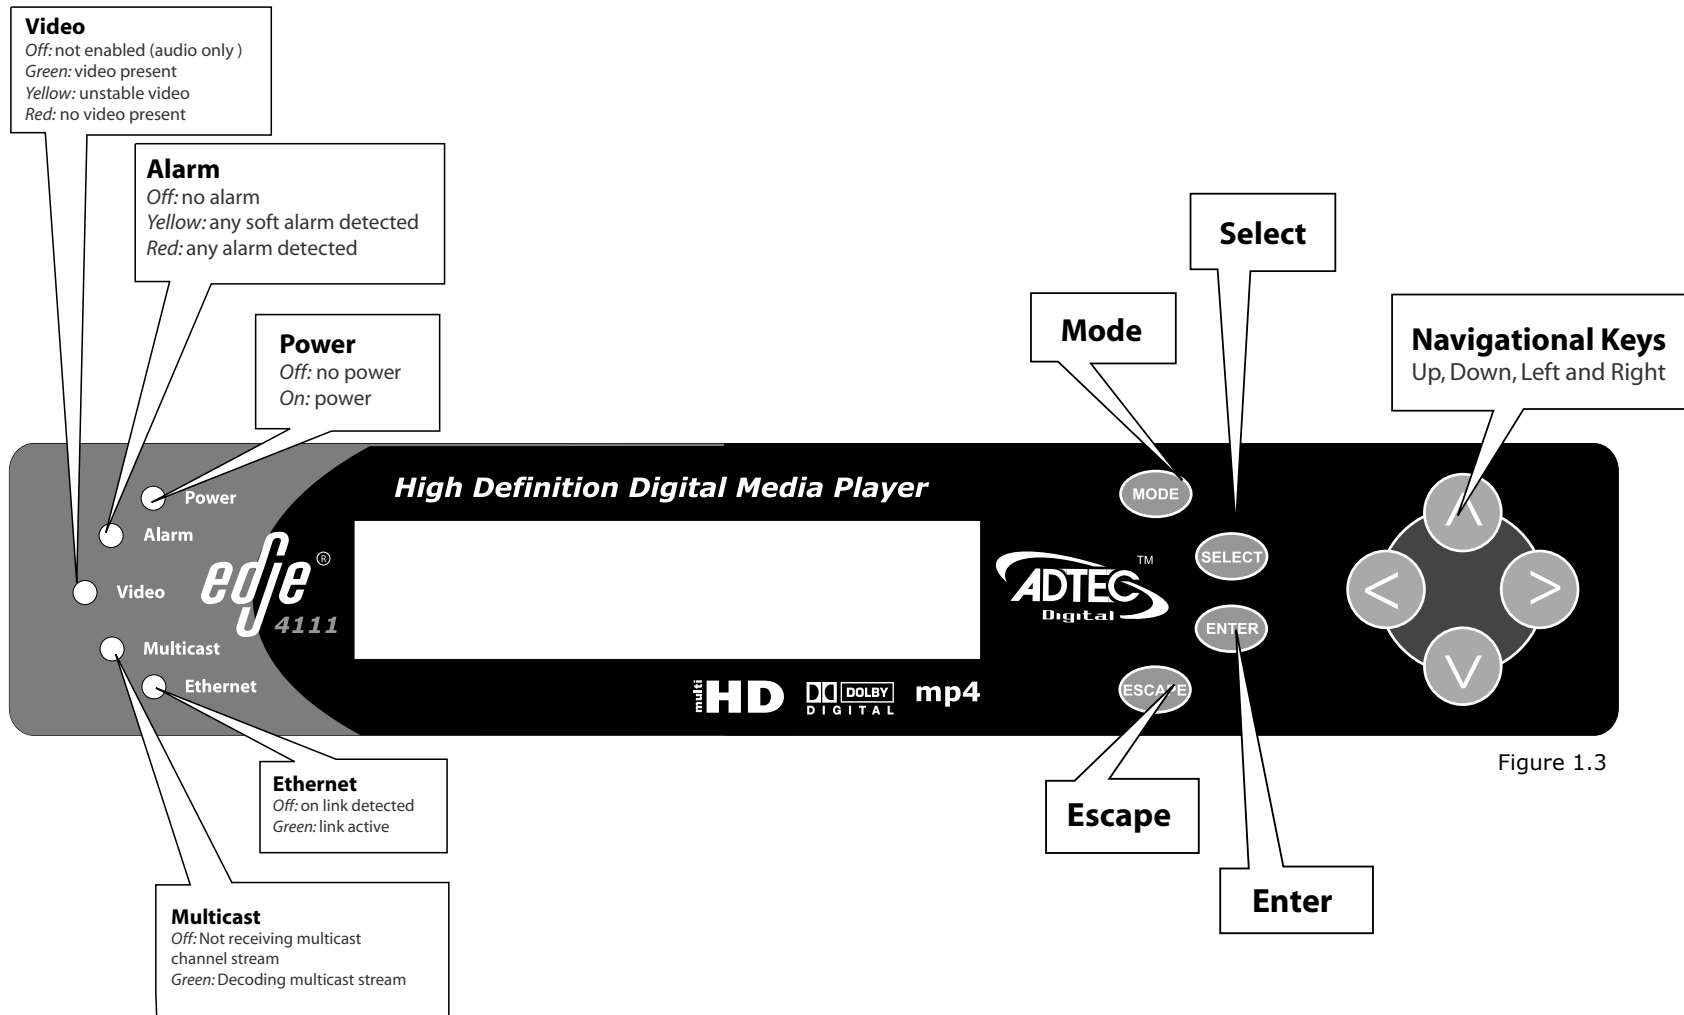 Video
Off: not enabled (audio only )
Green: video present
Yellow: unstable video
Red: no video present
Alarm
Off: no alarm
Yellow: any soft alarm detected
Red: any alarm detected
Power
Off: no power
On: power
Select
Mode
Navigational Keys
Up, Down, Left and Right
Power
Alarm
Video
Multicast
Ethernet
edje®
4111
High Definition Digital Media Player
multi HD
DOLBY
DIGITAL
mp4
ADTEC™
Digital
MODE
SELECT
ENTER
ESCAPE
Figure 1.3
Ethernet
Off: on link detected
Green: link active
Multicast
Off: Not receiving multicast
channel stream
Green: Decoding multicast stream
Escape
Enter